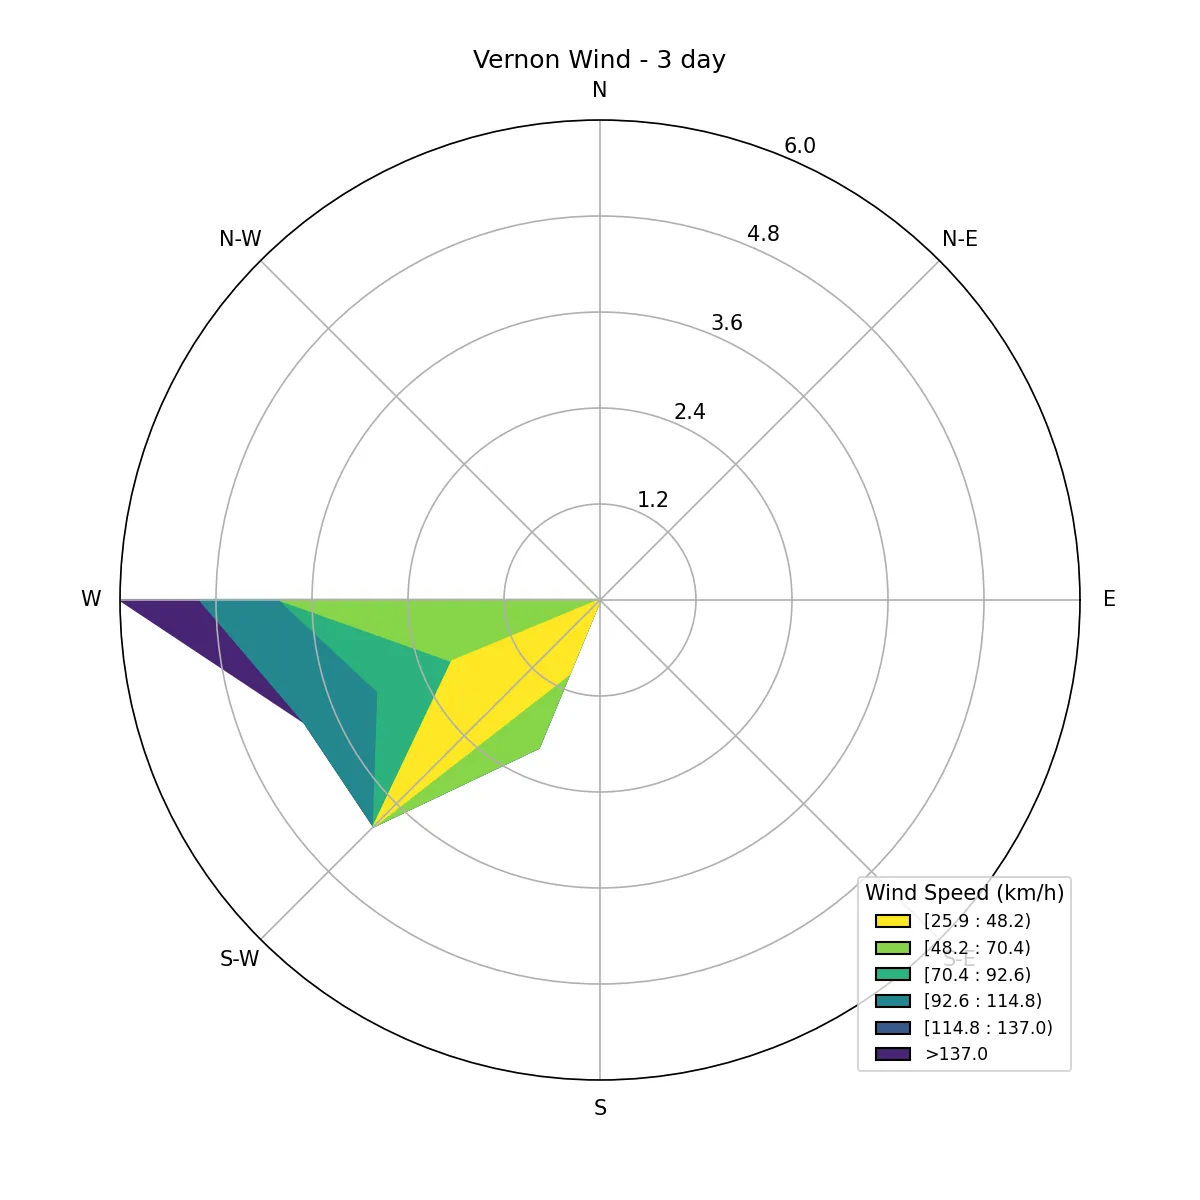 Vernon Wind - 3 day
N
6.0
N-W
N-E
4.8
3.6
2.4
1.2
W
E
S-W
S-E
S
Wind Speed (km/h)
[25.9 : 48.2)
[48.2 : 70.4)
[70.4 : 92.6)
[92.6 : 114.8)
[114.8 : 137.0)
>137.0